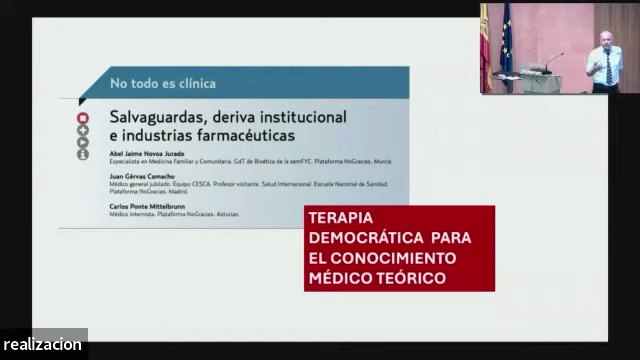 No todo es clínica
Salvaguardas, deriva institucional
e industrias farmacéuticas
Abel Jaime Novoa Jurado
Especialista en Medicina Familiar y Comunitaria. GdT de Bioética de la semFYC. Plataforma NoGracias. Murcia.
Juan Gérvas Camacho
Médico general jubilado. Equipo CESCA. Profesor visitante. Salud Internacional. Escuela Nacional de Sanidad.
Plataforma NoGracias. Madrid.
Carlos Ponte Mittelbrunn
Médico internista. Plataforma NoGracias. Asturias.
TERAPIA
DEMOCRÁTICA PARA
EL CONOCIMIENTO
MÉDICO TEÓRICO
realizacion